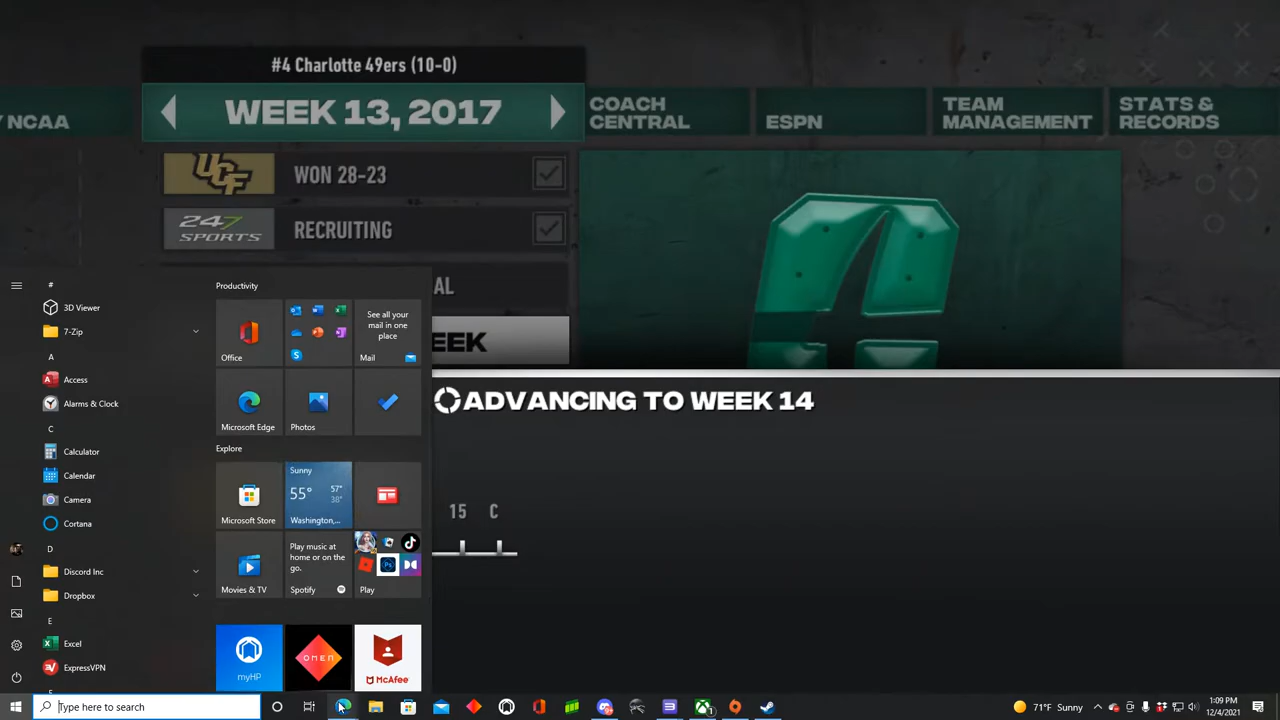 #4 Charlotte 49ers (10-0)
WEEK 13, 2017
Y NCAA
COACH CENTRAL
ESPN
TEAM MANAGEMENT
STATS & RECORDS
UCF
WON 28-23
247 SPORTS
RECRUITING
AL
EEK
ADVANCING TO WEEK 14
15 C
#
3D Viewer
7-Zip
A
Access
Alarms & Clock
C
Calculator
Calendar
Camera
Cortana
D
Discord Inc
Dropbox
E
Excel
ExpressVPN
Productivity
Office
See all your mail in one place
Mail
Microsoft Edge
Photos
Explore
Microsoft Store
Sunny
55° 57° 38°
Washington,...
Movies & TV
Play music at home or on the go.
Spotify
Play
myHP
OMEN
McAfee
Type here to search
71°F Sunny
1:09 PM
12/4/2021